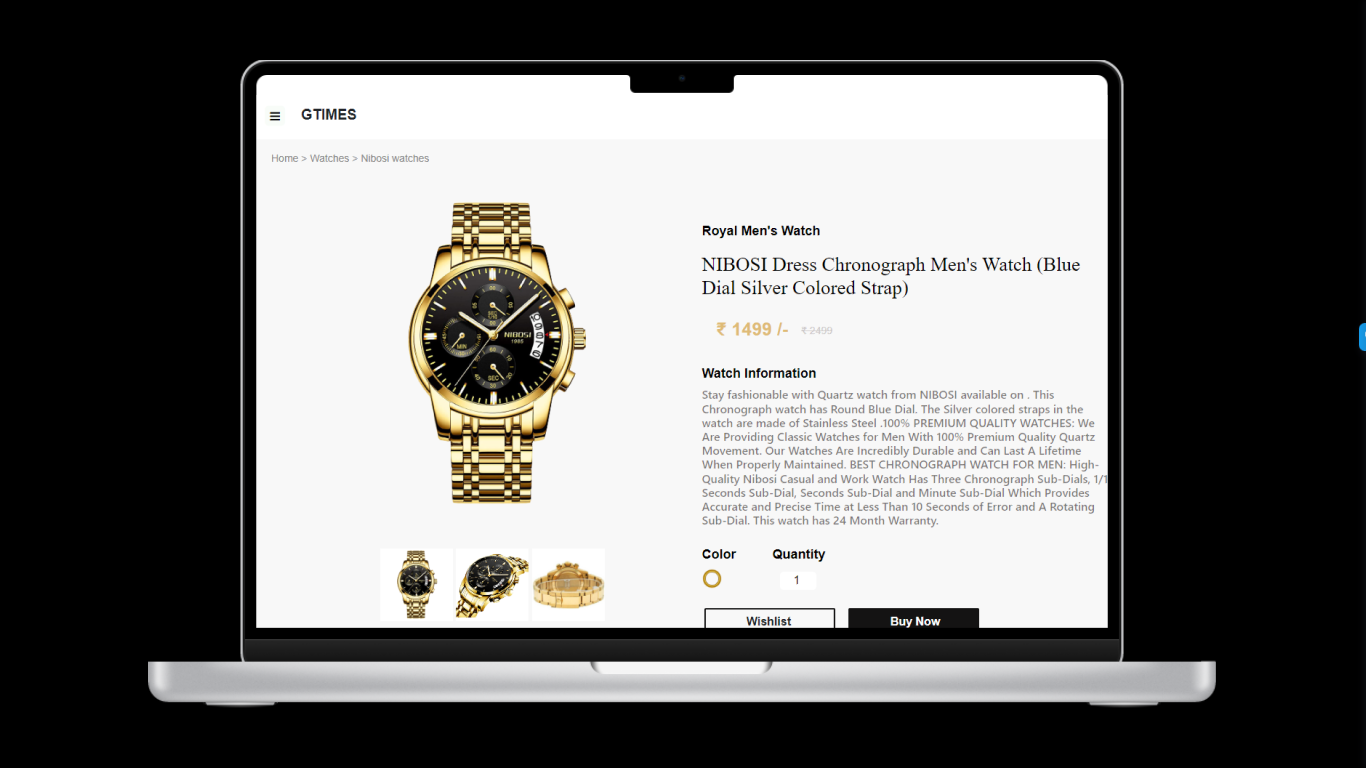 ≡ GTIMES
Home > Watches > Nibosi watches
Royal Men's Watch
NIBOSI Dress Chronograph Men's Watch (Blue
Dial Silver Colored Strap)
₹ 1499 /- ₹ 2499
NIBOSI
1985
MIN
SEC
Watch Information
Stay fashionable with Quartz watch from NIBOSI available on . This
Chronograph watch has Round Blue Dial. The Silver colored straps in the
watch are made of Stainless Steel .100% PREMIUM QUALITY WATCHES: We
Are Providing Classic Watches for Men With 100% Premium Quality Quartz
Movement. Our Watches Are Incredibly Durable and Can Last A Lifetime
When Properly Maintained. BEST CHRONOGRAPH WATCH FOR MEN: High-
Quality Nibosi Casual and Work Watch Has Three Chronograph Sub-Dials, 1/1
Seconds Sub-Dial, Seconds Sub-Dial and Minute Sub-Dial Which Provides
Accurate and Precise Time at Less Than 10 Seconds of Error and A Rotating
Sub-Dial. This watch has 24 Month Warranty.
Color Quantity
1
Wishlist Buy Now